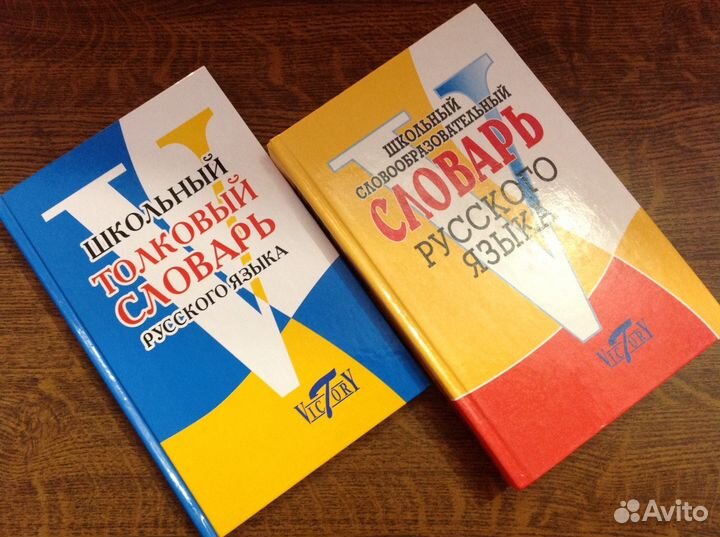 ШКОЛЬНЫЙ
ТОЛКОВЫЙ
СЛОВАРЬ
РУССКОГО ЯЗЫКА
VICTORY
ШКОЛЬНЫЙ
СЛОВООБРАЗОВАТЕЛЬНЫЙ
СЛОВАРЬ
РУССКОГО
ЯЗЫКА
VICTORY
Avito